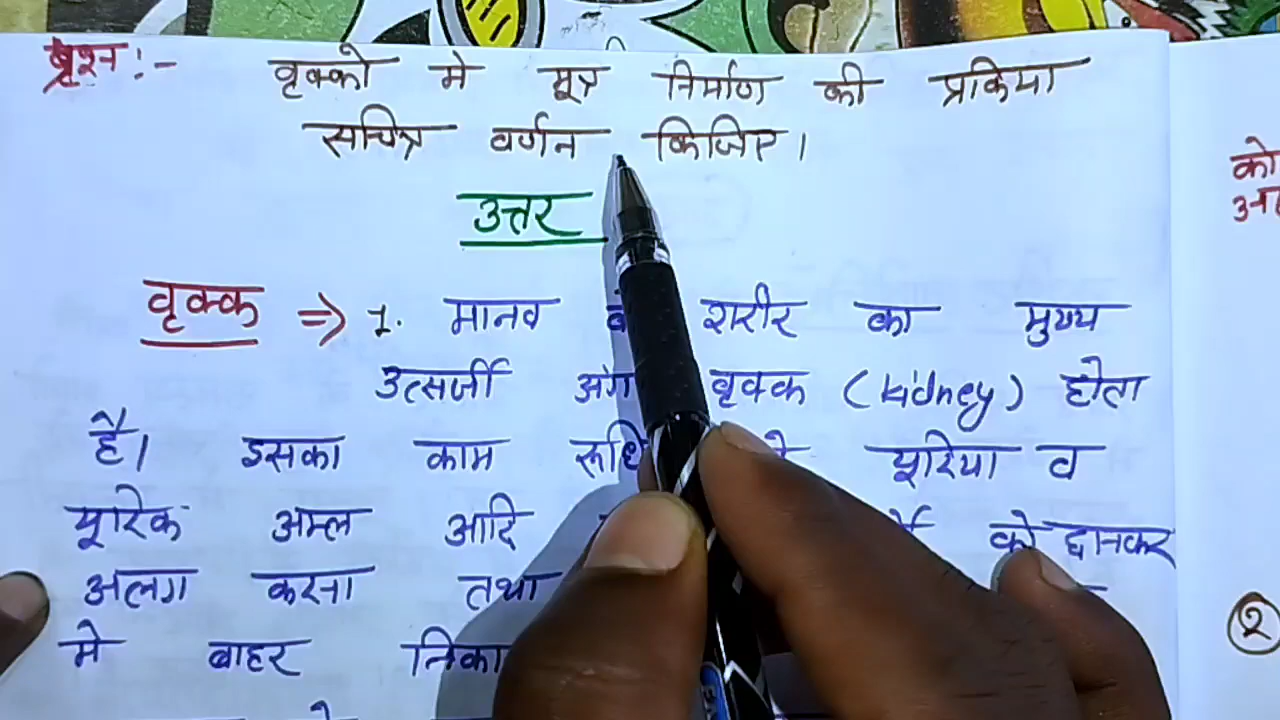 प्रश्न :- वृक्को मे मूत्र निर्माण की प्रक्रिया
सचित्र वर्णन किजिए।
उत्तर
वृक्क => 1. मानव शरीर का मुख्य
उत्सर्जी अंग वृक्क (kidney) होता
है। इसका काम यूरिया व
यूरिक अम्ल आदि को छानकर
अलग करना तथा
मे बाहर
को
२